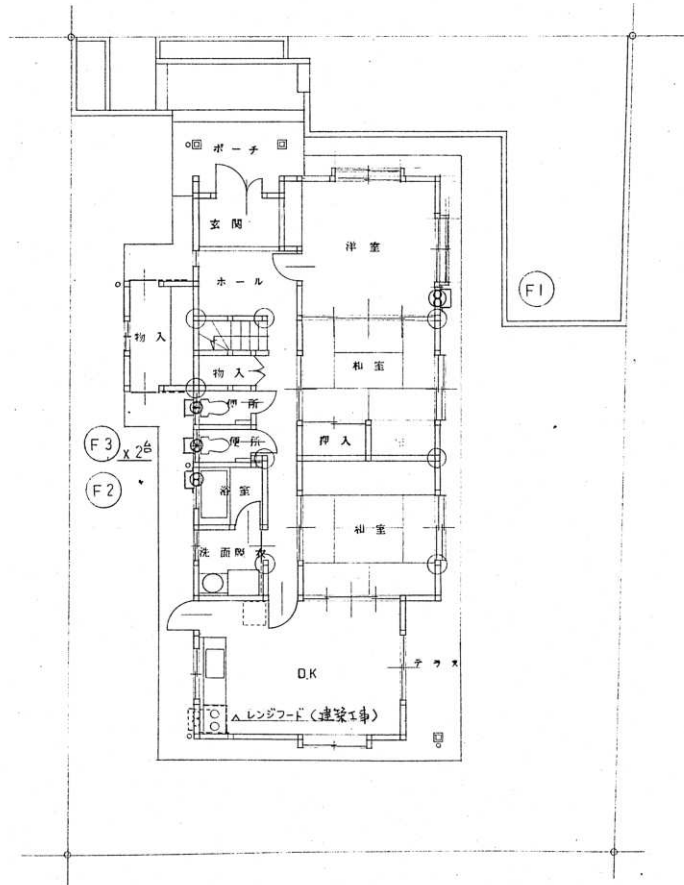 ポーチ
玄関
洋室
ホール
F1
物入
和室
物入
便所
押入
F3 x2台
便所
F2
浴室
和室
洗面脱衣
D.K
テラス
レンジフード(建築工事)